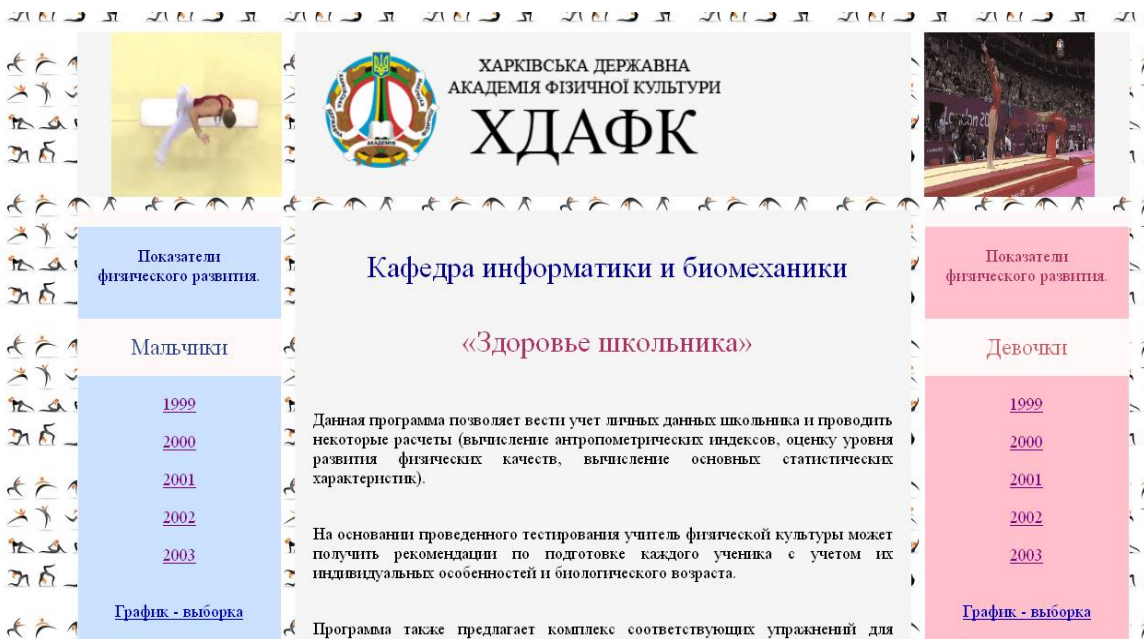 ХАРКІВСЬКА ДЕРЖАВНА
АКАДЕМІЯ ФІЗИЧНОЇ КУЛЬТУРИ
ХДАФК
АКАДЕМІЯ
London 20
Показатели
физического развития.
Мальчики
1999
2000
2001
2002
2003
График - выборка
Кафедра информатики и биомеханики
«Здоровье школьника»
Данная программа позволяет вести учет личных данных школьника и проводить
некоторые расчеты (вычисление антропометрических индексов, оценку уровня
развития физических качеств, вычисление основных статистических
характеристик).
На основании проведенного тестирования учитель физической культуры может
получить рекомендации по подготовке каждого ученика с учетом их
индивидуальных особенностей и биологического возраста.
Программа также предлагает комплекс соответствующих упражнений для
Показатели
физического развития.
Девочки
1999
2000
2001
2002
2003
График - выборка